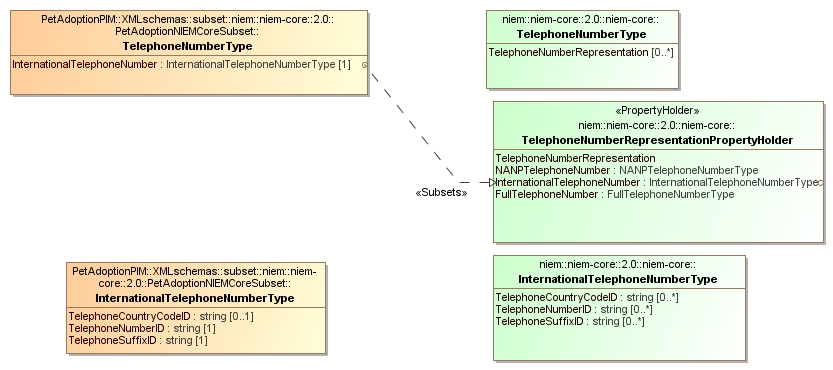 PetAdoptionPIM::XMLschemas::subset::niem::niem-core::2.0::
PetAdoptionNIEMCoreSubset::
TelephoneNumberType
InternationalTelephoneNumber : InternationalTelephoneNumberType [1]
niem::niem-core::2.0::niem-core::
TelephoneNumberType
TelephoneNumberRepresentation [0..*]
«PropertyHolder»
niem::niem-core::2.0::niem-core::
TelephoneNumberRepresentationPropertyHolder
TelephoneNumberRepresentation
NANPTelephoneNumber : NANPTelephoneNumberType
InternationalTelephoneNumber : InternationalTelephoneNumberType
FullTelephoneNumber : FullTelephoneNumberType
«Subsets»
PetAdoptionPIM::XMLschemas::subset::niem::niem-
core::2.0::PetAdoptionNIEMCoreSubset::
InternationalTelephoneNumberType
TelephoneCountryCodeID : string [0..1]
TelephoneNumberID : string [1]
TelephoneSuffixID : string [1]
niem::niem-core::2.0::niem-core::
InternationalTelephoneNumberType
TelephoneCountryCodeID : string [0..*]
TelephoneNumberID : string [0..*]
TelephoneSuffixID : string [0..*]